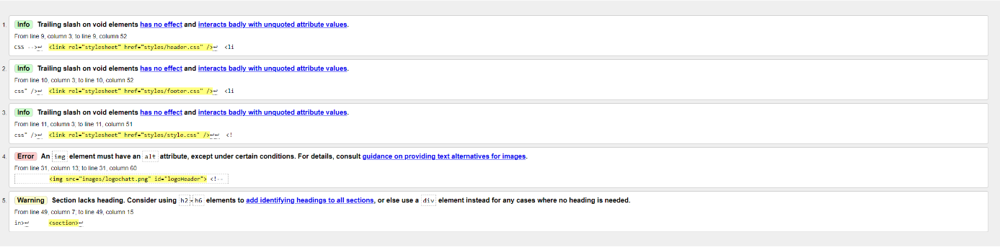 1. Info Trailing slash on void elements has no effect and interacts badly with unquoted attribute values.
From line 9, column 3; to line 9, column 52
CSS -->↩ <link rel="stylesheet" href="styles/header.css" />↩ <li
2. Info Trailing slash on void elements has no effect and interacts badly with unquoted attribute values.
From line 10, column 3; to line 10, column 52
css" />↩ <link rel="stylesheet" href="styles/footer.css" />↩ <li
3. Info Trailing slash on void elements has no effect and interacts badly with unquoted attribute values.
From line 11, column 3; to line 11, column 51
css" />↩ <link rel="stylesheet" href="styles/style.css" />↩↩ <!
4. Error An img element must have an alt attribute, except under certain conditions. For details, consult guidance on providing text alternatives for images.
From line 31, column 13; to line 31, column 60
<img src="images/logochatt.png" id="logoHeader"> <!--
5. Warning Section lacks heading. Consider using h2-h6 elements to add identifying headings to all sections, or else use a div element instead for any cases where no heading is needed.
From line 49, column 7; to line 49, column 15
in>↩ <section>↩